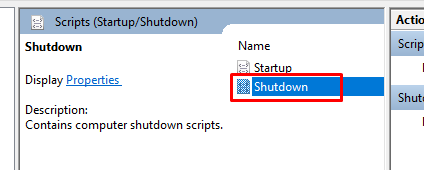 Scripts (Startup/Shutdown)
Shutdown
Display Properties
Description:
Contains computer shutdown scripts.
Name
Startup
Shutdown
Actio
Scrip
Shutd